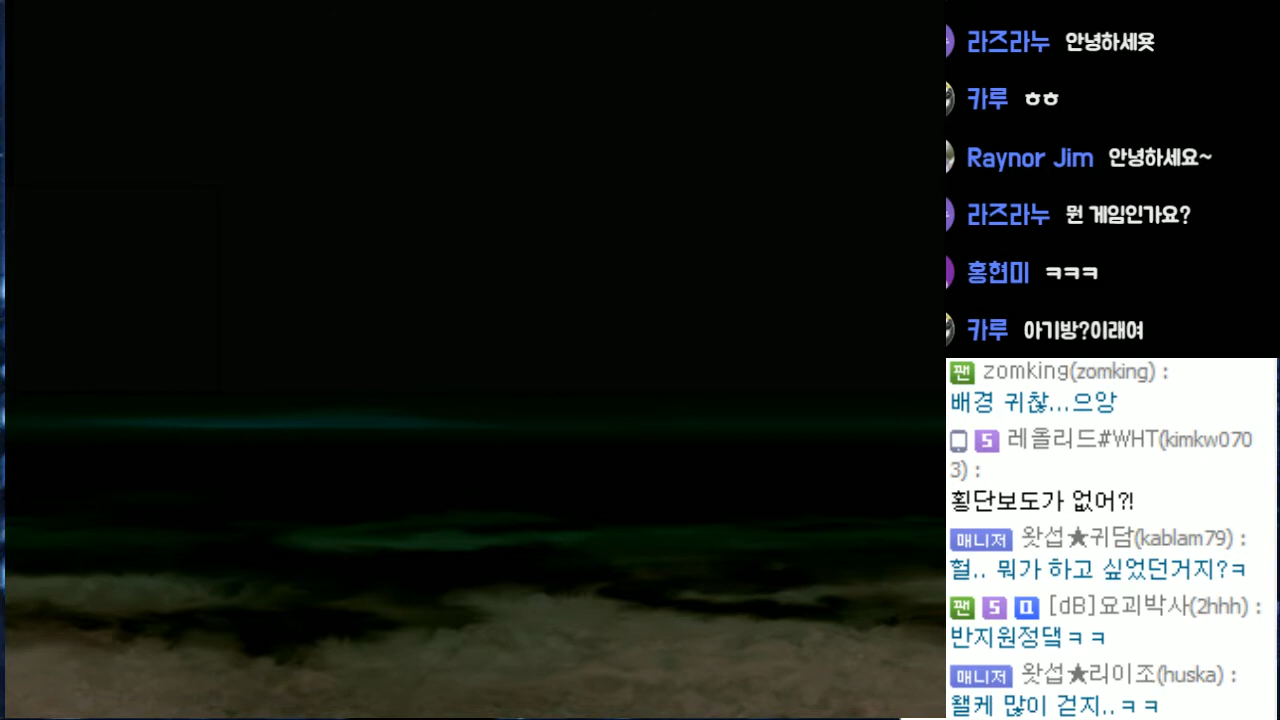 라즈라누 안녕하세욧
카루 ㅎㅎ
Raynor Jim 안녕하세요~
라즈라누 뭔 게임인가요?
홍현미 ㅋㅋㅋ
카루 아기방?이래여
팬 zomking(zomking) :
배경 귀찮...으앙
5 레올리드#WHT(kimkw070
3) :
횡단보도가 없어?!
매니저 왓섭★귀담(kablam79) :
헐.. 뭐가 하고 싶었던거지?ㅋ
팬 5 [dB]요괴박사(2hhh) :
반지원정댘ㅋㅋ
매니저 왓섭★리이조(huska) :
왤케 많이 걷지..ㅋㅋ